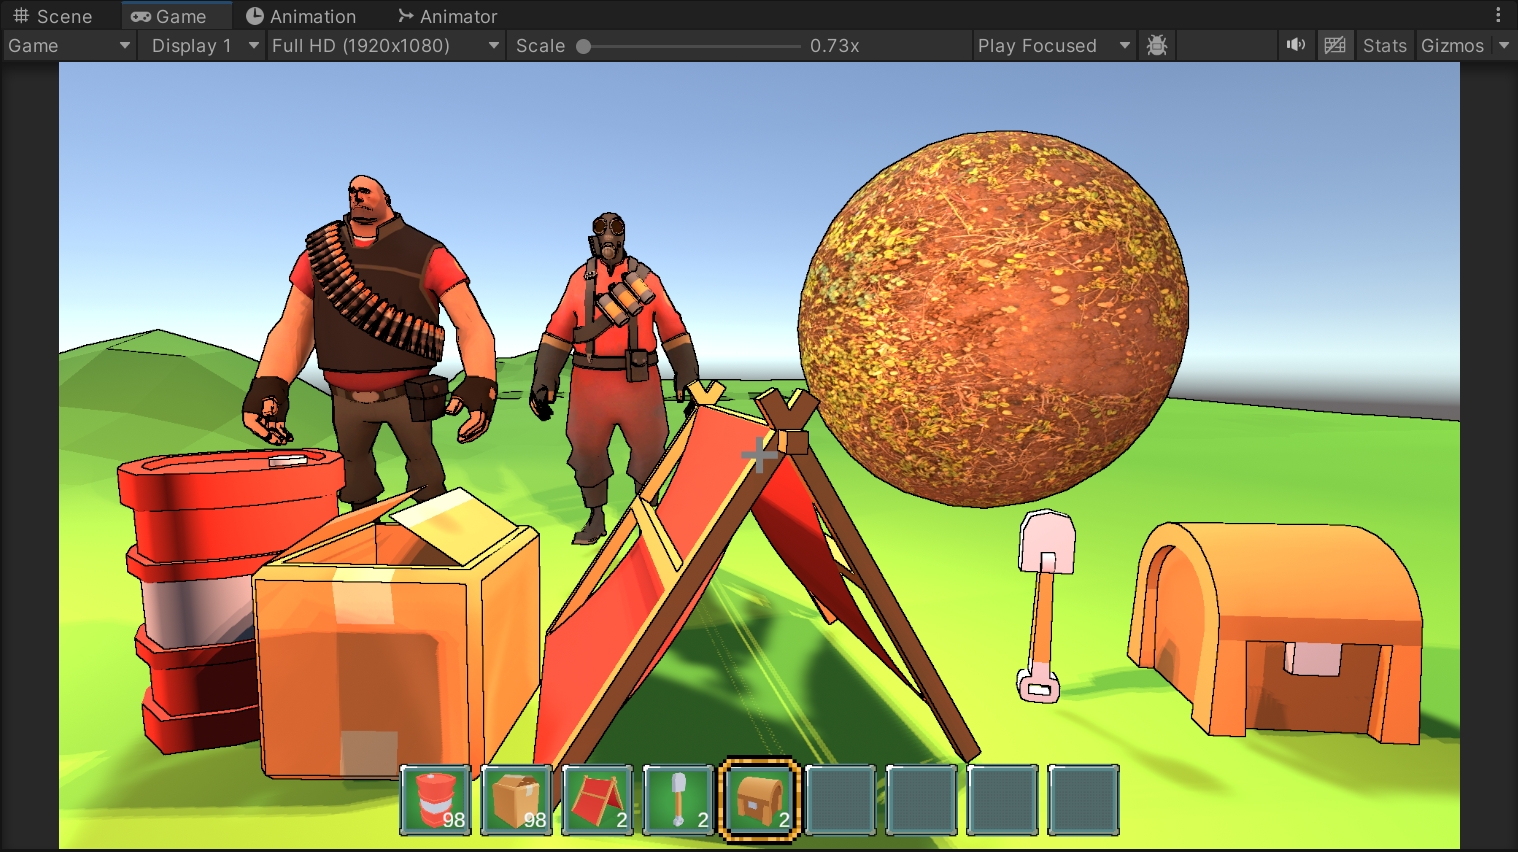 Scene Game Animation Animator
Game Display 1 Full HD (1920x1080) Scale 0.73x Play Focused Stats Gizmos
98 98 2 2 2